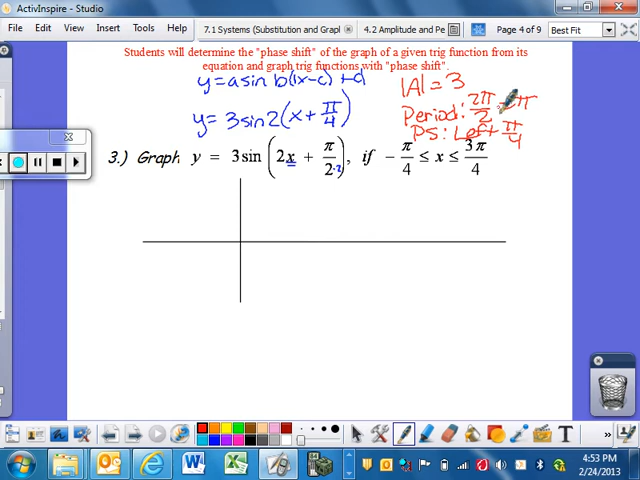 ActivInspire - Studio
File Edit View Insert Tools Help
7.1 Systems (Substitution and Graph
4.2 Amplitude and Pe
Page 4 of 9
Best Fit
Students will determine the "phase shift" of the graph of a given trig function from its
equation and graph trig functions with "phase shift".
y = a sin b(1x-c) + d
|A| = 3
y = 3 sin 2(x + π/4)
Period: 2π/2 = π
PS: Left π/4
3.) Graph y = 3 sin (2x + π/2·2), if - π/4 ≤ x ≤ 3π/4
4:53 PM
2/24/2013